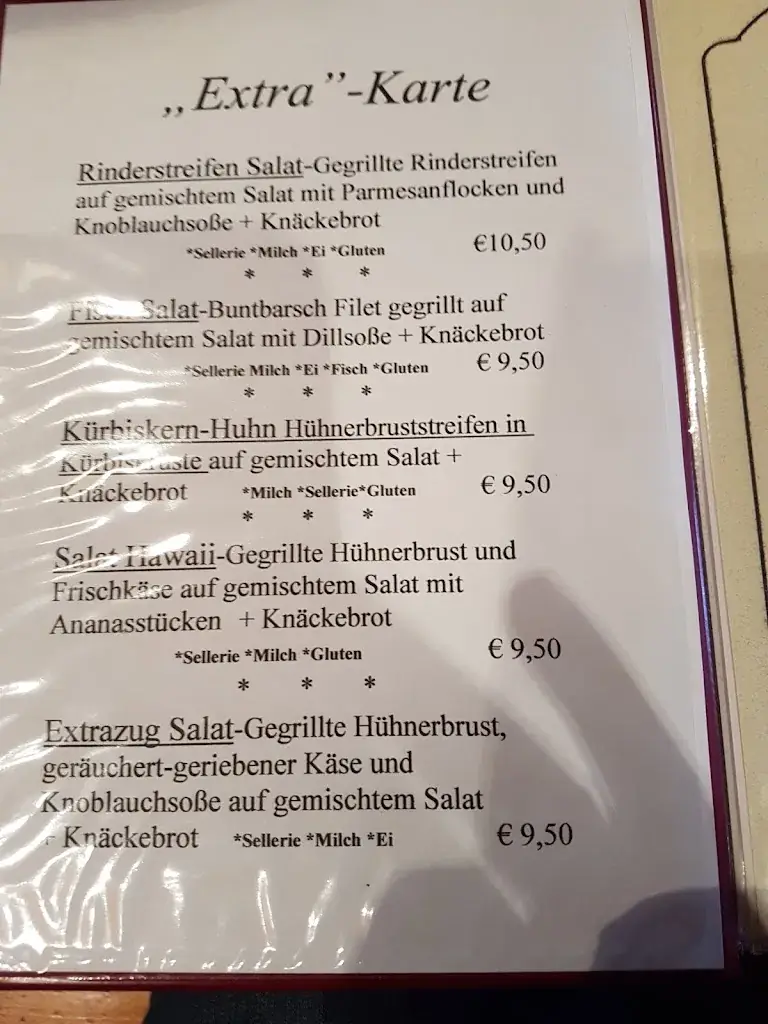 „Extra”-Karte
Rinderstreifen Salat-Gegrillte Rinderstreifen
auf gemischtem Salat mit Parmesanflocken und
Knoblauchsoße + Knäckebrot
*Sellerie *Milch *Ei *Gluten €10,50
* * *
Fisch Salat-Buntbarsch Filet gegrillt auf
gemischtem Salat mit Dillsoße + Knäckebrot
*Sellerie Milch *Ei *Fisch *Gluten € 9,50
* * *
Kürbiskern-Huhn Hühnerbruststreifen in
Kürbiskruste auf gemischtem Salat +
Knäckebrot *Milch *Sellerie*Gluten € 9,50
* * *
Salat Hawaii-Gegrillte Hühnerbrust und
Frischkäse auf gemischtem Salat mit
Ananasstücken + Knäckebrot
*Sellerie *Milch *Gluten € 9,50
* * *
Extrazug Salat-Gegrillte Hühnerbrust,
geräuchert-geriebener Käse und
Knoblauchsoße auf gemischtem Salat
+ Knäckebrot *Sellerie *Milch *Ei € 9,50